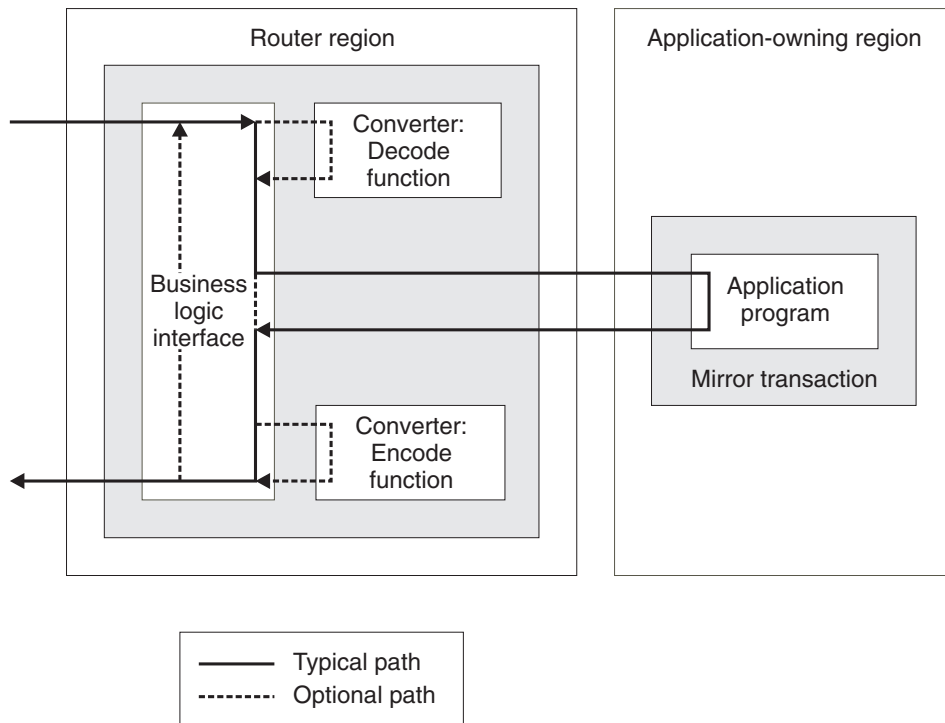 Router region
Application-owning region
Converter:
Decode
function
Business
logic
interface
Application
program
Mirror transaction
Converter:
Encode
function
Typical path
Optional path